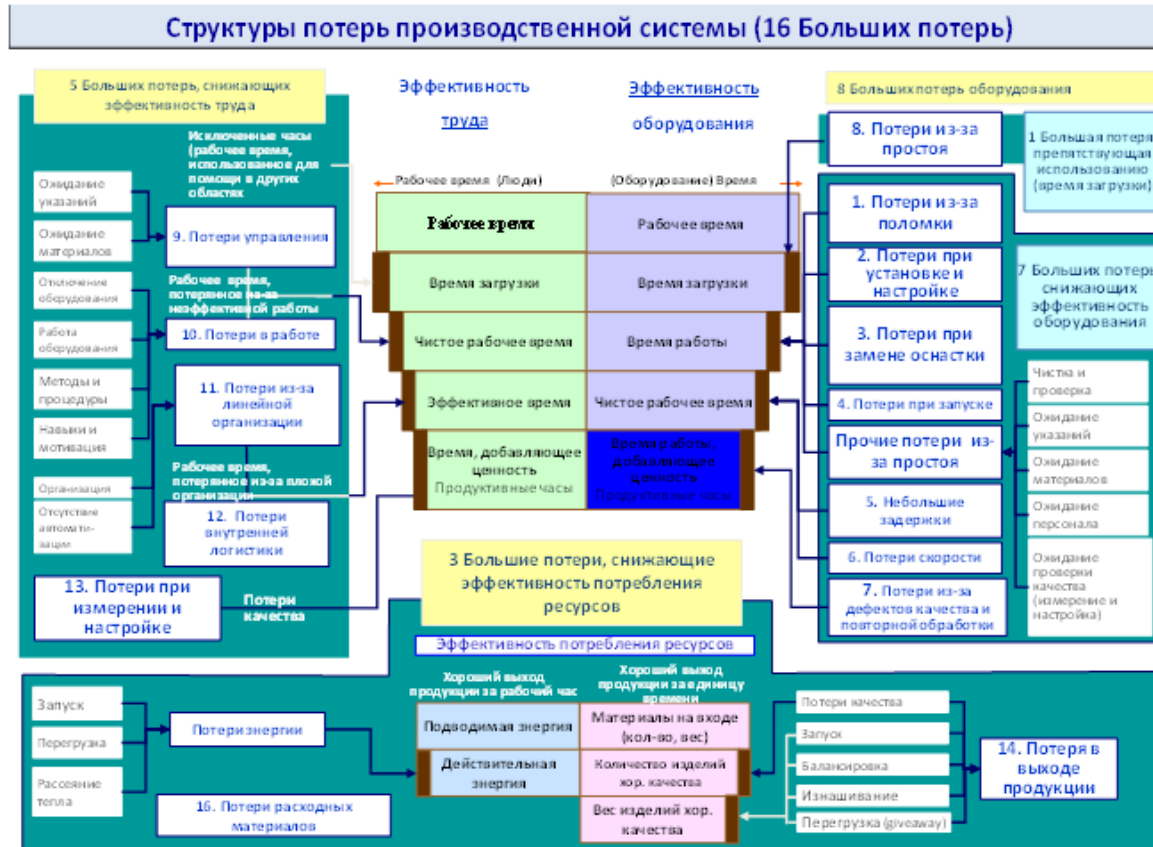 Структуры потерь производственной системы (16 Больших потерь)
5 Больших потерь, снижающих
эффективность труда
Исключенные часы
(рабочее время,
использованное для
помощи в других
областях
Ожидание
указаний
Ожидание
материалов
9. Потери управления
Отключение
оборудования
Рабочее время,
потерянное из-за
неэффективной работы
Работа
оборудования
10. Потери в работе
Методы и
процедуры
Навыки и
мотивация
11. Потери из-за
линейной
организации
Организация
Рабочее время,
потерянное из-за плохой
организации
Отсутствие
автомати-
зации
12. Потери
внутренней
логистики
13. Потери при
измерении и
настройке
Потери
качества
Эффективность
труда
Эффективность
оборудования
Рабочее время (Люди)
(Оборудование) Время
Рабочее время
Рабочее время
Время загрузки
Время загрузки
Чистое рабочее время
Время работы
Эффективное время
Чистое рабочее время
Время, добавляющее
ценность
Продуктивные часы
Время работы,
добавляющее
ценность
Продуктивные часы
8 Больших потерь оборудования
8. Потери из-за
простоя
1 Большая потеря,
препятствующая
использованию
(время загрузки)
1. Потери из-за
поломки
2. Потери при
установке и
настройке
7 Больших потерь,
снижающих
эффективность
оборудования
3. Потери при
замене оснастки
4. Потери при запуске
Прочие потери из-
за простоя
Чистка и
проверка
Ожидание
указаний
Ожидание
материалов
Ожидание
персонала
Ожидание
проверки
качества
(измерение и
настройка)
5. Небольшие
задержки
6. Потери скорости
7. Потери из-за
дефектов качества и
повторной обработки
3 Большие потери, снижающие
эффективность потребления
ресурсов
Эффективность потребления ресурсов
Хороший выход
продукции за рабочий час
Хороший выход
продукции за единицу
времени
Запуск
Перегрузка
Рассеяние
тепла
Потери энергии
16. Потери расходных
материалов
Подводимая энергия
Материалы на входе
(кол-во, вес)
Действительная
энергия
Количество изделий
хор. качества
Вес изделий хор.
качества
Потери качества
Запуск
Балансировка
Изнашивание
Перегрузка (giveaway)
14. Потеря в
выходе
продукции